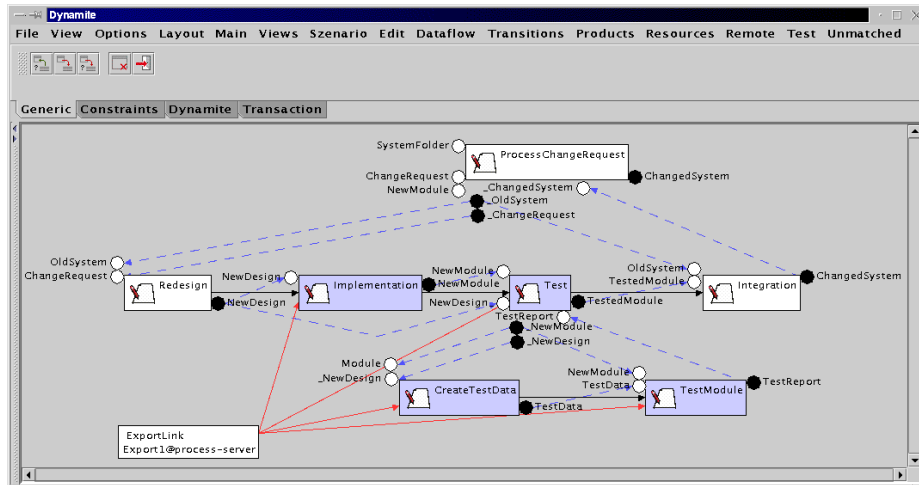 Dynamite
File View Options Layout Main Views Szenario Edit Dataflow Transitions Products Resources Remote Test Unmatched
Generic Constraints Dynamite Transaction
SystemFolder
ProcessChangeRequest
ChangeRequest
ChangedSystem
NewModule
_ChangedSystem
_OldSystem
_ChangeRequest
OldSystem
ChangeRequest
Redesign
NewDesign
NewDesign
Implementation
NewModule
NewModule
NewDesign
Test
TestedModule
OldSystem
TestedModule
Integration
ChangedSystem
TestReport
_NewModule
_NewDesign
Module
_NewDesign
CreateTestData
TestData
NewModule
TestData
TestModule
TestReport
ExportLink
Export1@process-server